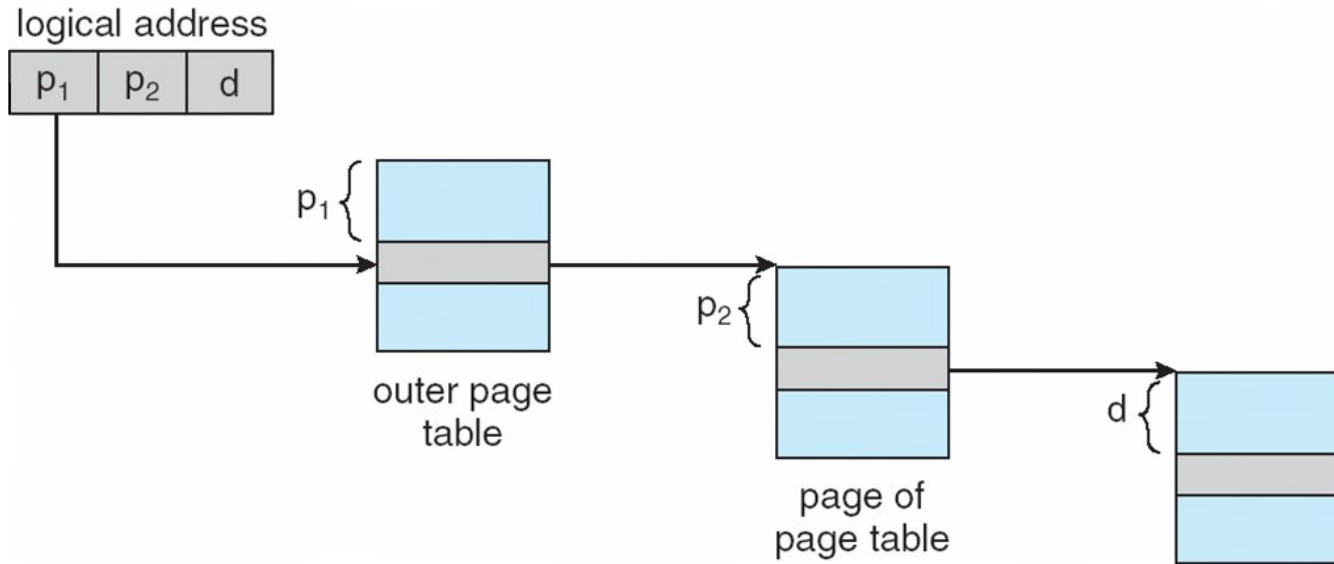 logical address
p₁ p₂ d
p₁
outer page
table
p₂
page of
page table
d